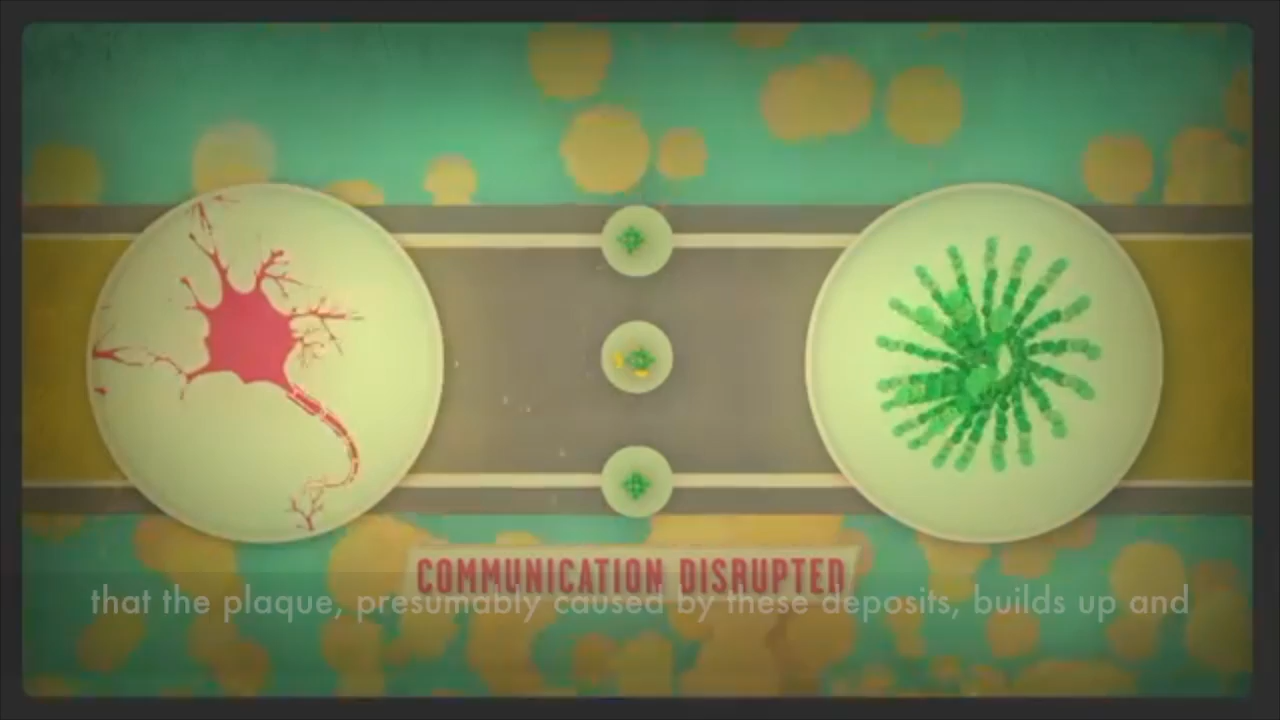 COMMUNICATION DISRUPTED
that the plaque, presumably caused by these deposits, builds up and